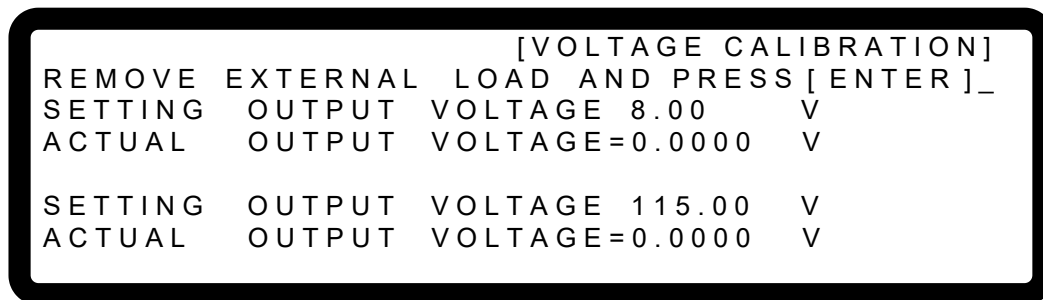 [VOLTAGE CALIBRATION]
REMOVE EXTERNAL LOAD AND PRESS[ENTER]_
SETTING OUTPUT VOLTAGE 8.00 V
ACTUAL OUTPUT VOLTAGE=0.0000 V
SETTING OUTPUT VOLTAGE 115.00 V
ACTUAL OUTPUT VOLTAGE=0.0000 V